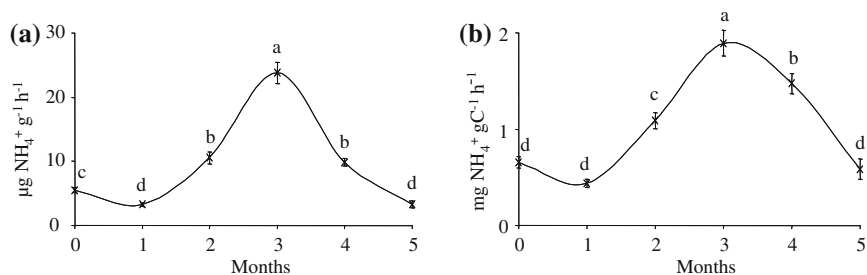 (a)
µg NH₄⁺ g⁻¹ h⁻¹
30
20
10
0
c
d
b
a
b
d
0 1 2 3 4 5
Months
(b)
mg NH₄⁺ gC⁻¹ h⁻¹
2
1
0
d
d
c
a
b
d
0 1 2 3 4 5
Months